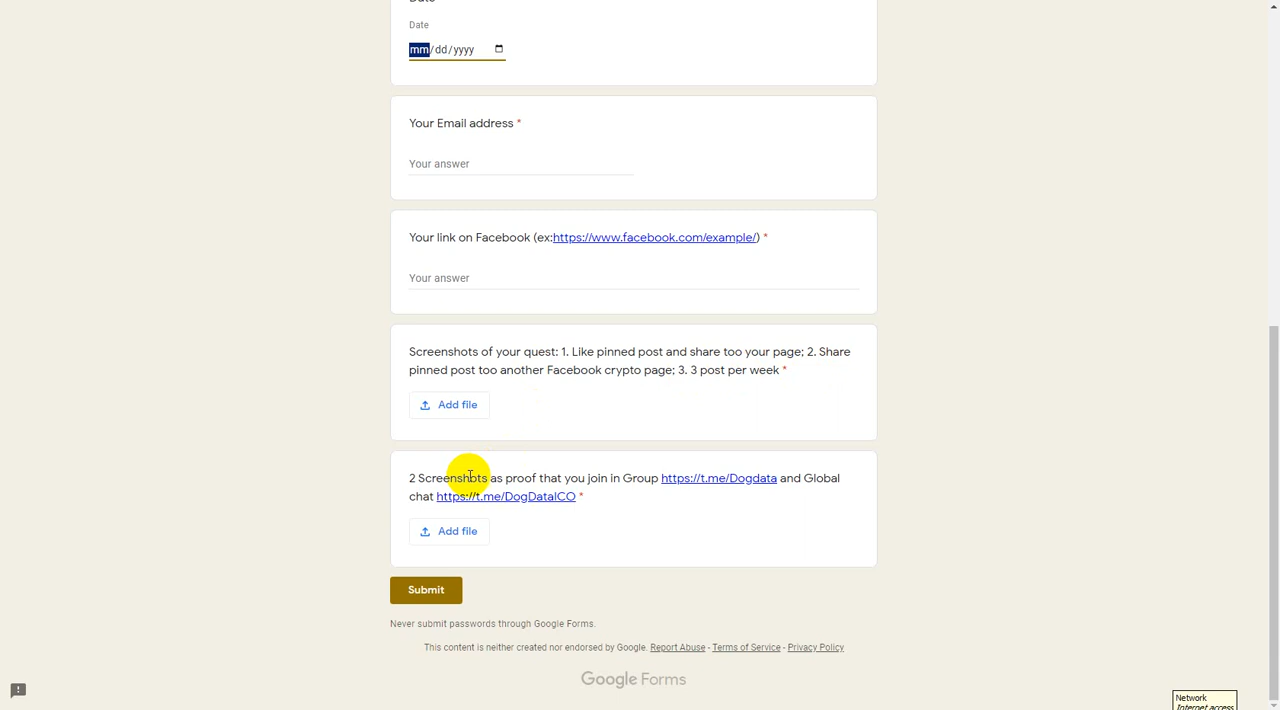 Date
Date
mm/dd/yyyy
Your Email address *
Your answer
Your link on Facebook (ex:https://www.facebook.com/example/) *
Your answer
Screenshots of your quest: 1. Like pinned post and share too your page; 2. Share
pinned post too another Facebook crypto page; 3. 3 post per week *
Add file
2 Screenshots as proof that you join in Group https://t.me/Dogdata and Global
chat https://t.me/DogDataICO *
Add file
Submit
Never submit passwords through Google Forms.
This content is neither created nor endorsed by Google. Report Abuse - Terms of Service - Privacy Policy
Google Forms
Network
Internet access